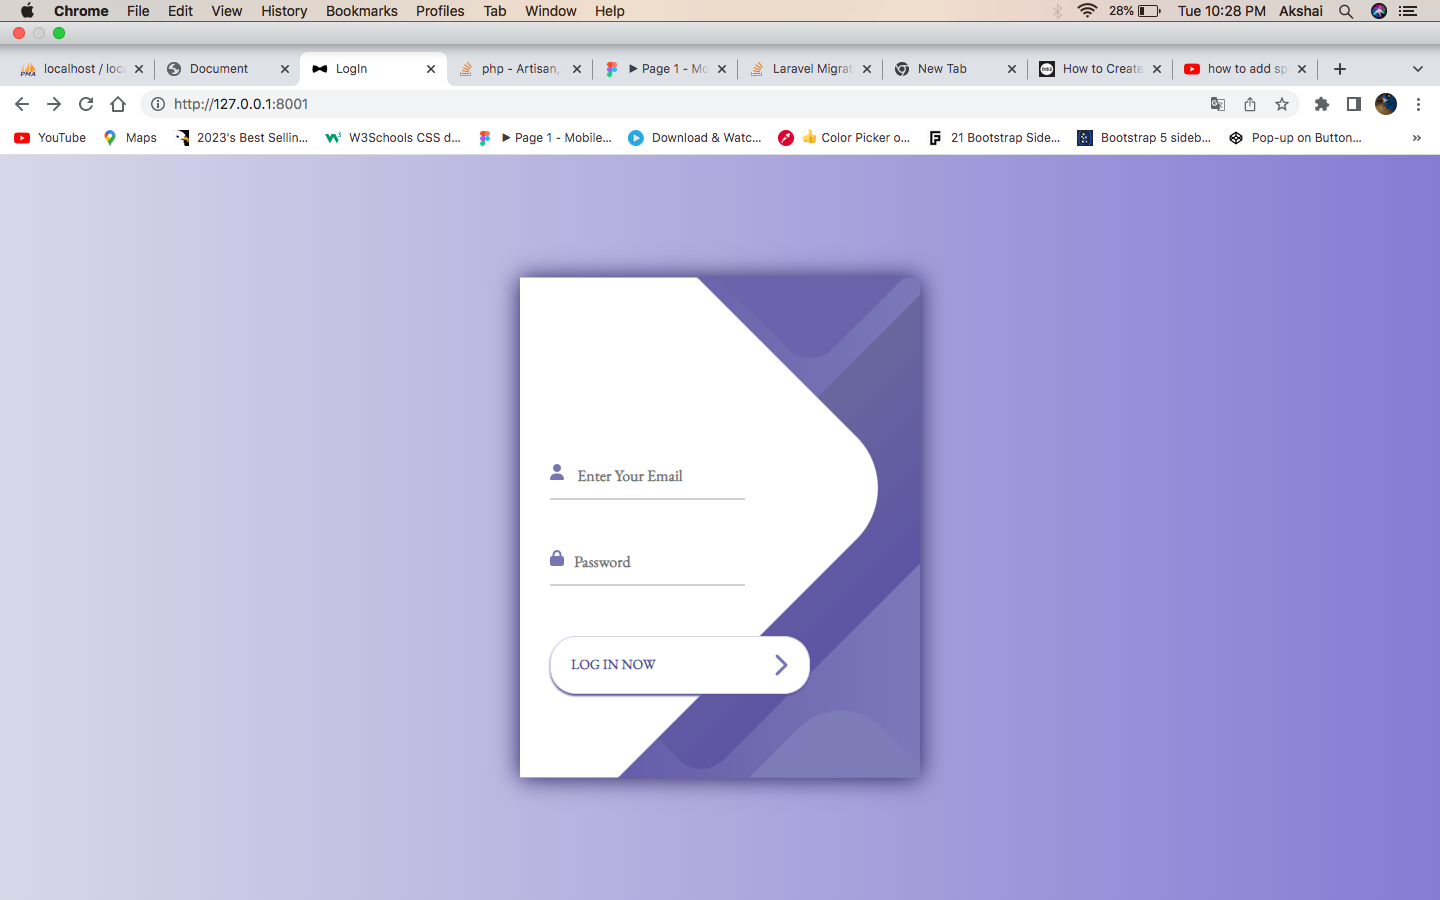 Chrome File Edit View History Bookmarks Profiles Tab Window Help 28% Tue 10:28 PM Akshai
PMA localhost / loc Document LogIn php - Artisan, ▶ Page 1 - Mo Laravel Migrat New Tab How to Create how to add sp
http://127.0.0.1:8001
YouTube Maps 2023's Best Sellin... W3Schools CSS d... ▶ Page 1 - Mobile... Download & Watc... 👍 Color Picker o... 21 Bootstrap Side... Bootstrap 5 sideb... Pop-up on Button... »
Enter Your Email
Password
LOG IN NOW